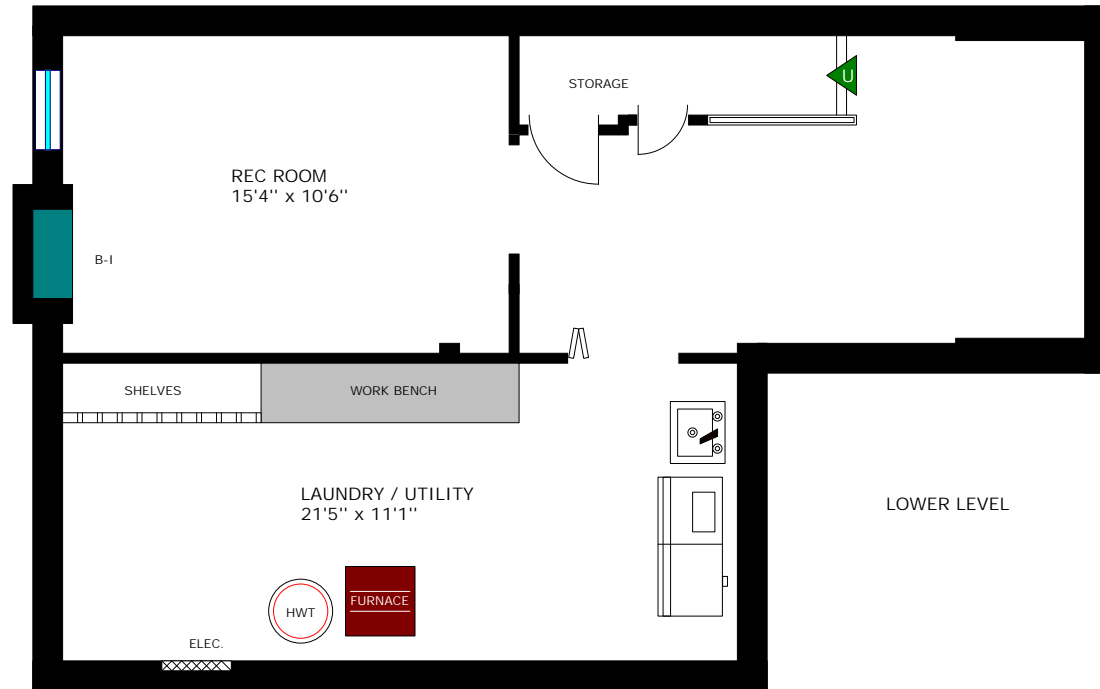 STORAGE
U
REC ROOM
15'4'' x 10'6''
B-I
SHELVES
WORK BENCH
LAUNDRY / UTILITY
21'5'' x 11'1''
LOWER LEVEL
FURNACE
HWT
ELEC.